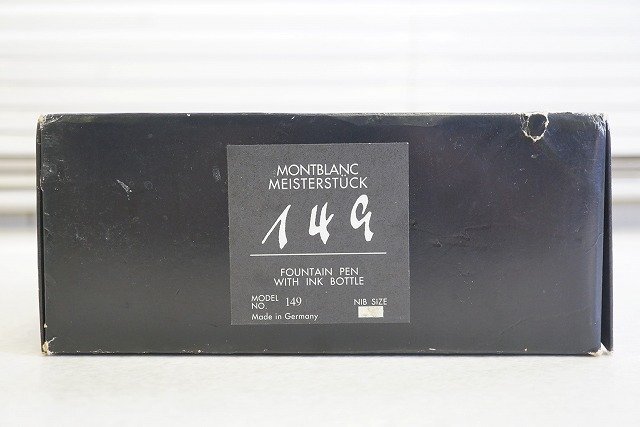 MONTBLANC
MEISTERSTÜCK
149
FOUNTAIN PEN
WITH INK BOTTLE
MODEL NO. 149 NIB SIZE
Made in Germany